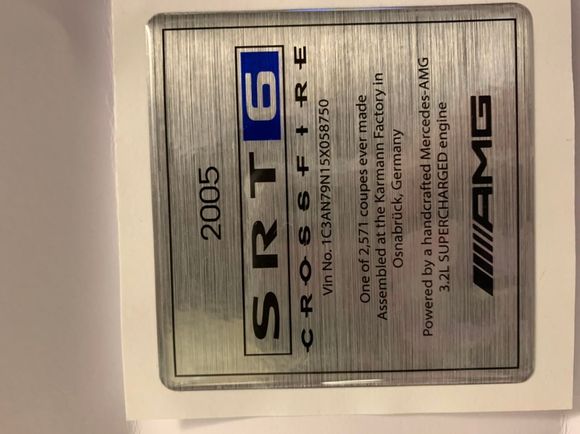 2005
SRT6
CROSSFIRE
Vin No. 1C3AN79N15X058750
One of 2,571 coupes ever made
Assembled at the Karmann Factory in
Osnabrück, Germany
Powered by a handcrafted Mercedes-AMG
3.2L SUPERCHARGED engine
AMG